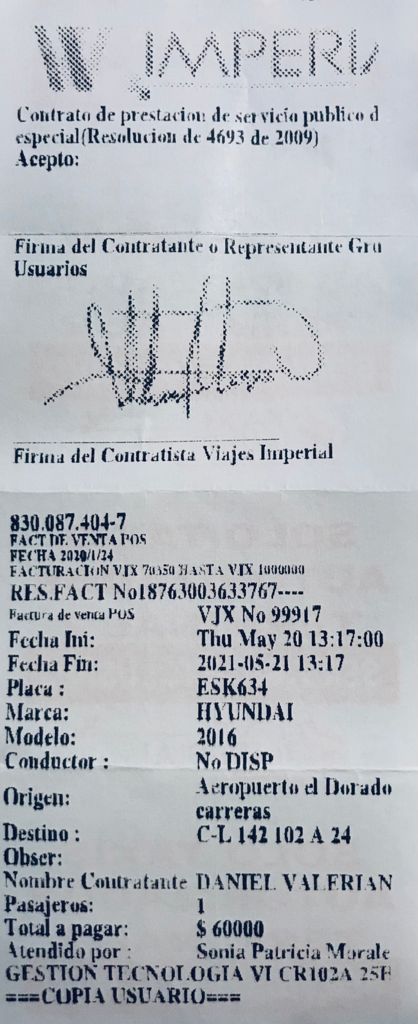 IMPERI
Contrato de prestacion de servicio publico d
especial(Resolucion de 4693 de 2009)
Acepto:
Firma del Contratante o Representante Gru
Usuarios
Firma del Contratista Viajes Imperial
830.087.404-7
FACT DE VENTA POS
FECHA 2020/1/24
FACTURACION VJX 70350 HASTA VJX 1000000
RES.FACT No18763003633767----
Factura de venta POS VJX No 99917
Fecha Ini: Thu May 20 13:17:00
Fecha Fin: 2021-05-21 13:17
Placa : ESK634
Marca: HYUNDAI
Modelo: 2016
Conductor : No DISP
Origen: Aeropuerto el Dorado
carreras
Destino : C-L 142 102 A 24
Obser:
Nombre Contratante DANIEL VALERIAN
Pasajeros: 1
Total a pagar: $ 60000
Atendido por : Sonia Patricia Morale
GESTION TECNOLOGIA VI CR102A 25F
===COPIA USUARIO===